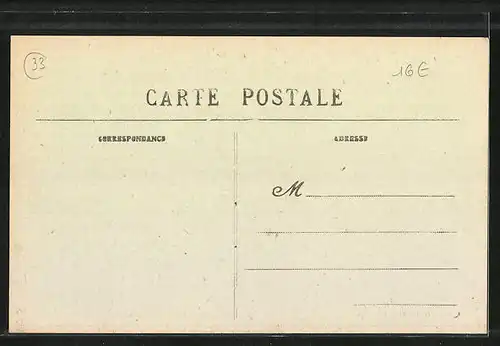 33
16€
CARTE POSTALE
CORRESPONDANCE
ADRESSE
M